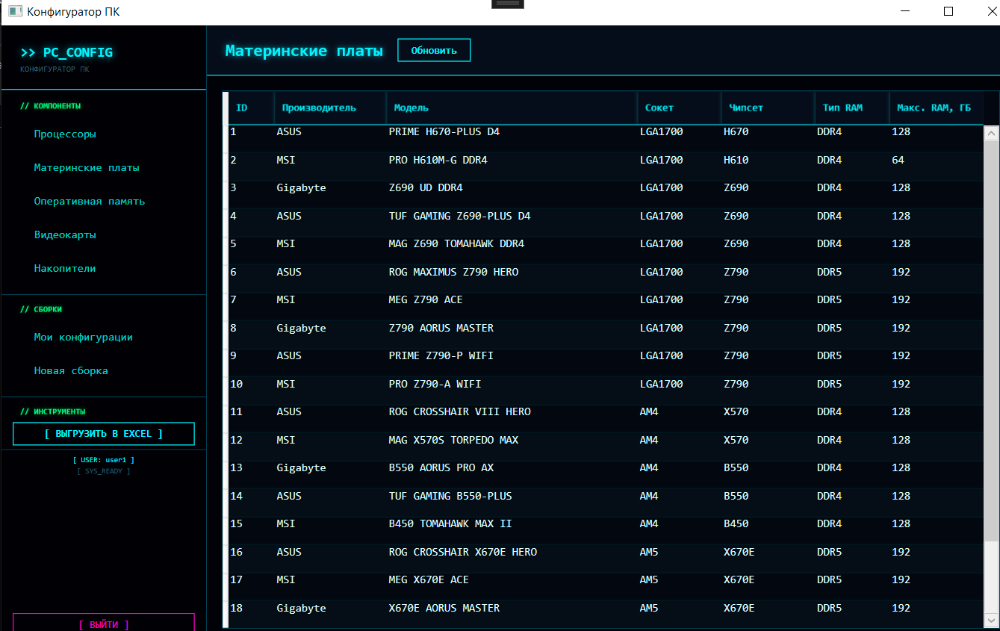 Конфигуратор ПК
>> PC_CONFIG
КОНФИГУРАТОР ПК
// КОМПОНЕНТЫ
Процессоры
Материнские платы
Оперативная память
Видеокарты
Накопители
// СБОРКИ
Мои конфигурации
Новая сборка
// ИНСТРУМЕНТЫ
[ ВЫГРУЗИТЬ В EXCEL ]
[ USER: user1 ]
[ SYS_READY ]
[ ВЫЙТИ ]
Материнские платы Обновить
ID Производитель Модель Сокет Чипсет Тип RAM Макс. RAM, ГБ
1 ASUS PRIME H670-PLUS D4 LGA1700 H670 DDR4 128
2 MSI PRO H610M-G DDR4 LGA1700 H610 DDR4 64
3 Gigabyte Z690 UD DDR4 LGA1700 Z690 DDR4 128
4 ASUS TUF GAMING Z690-PLUS D4 LGA1700 Z690 DDR4 128
5 MSI MAG Z690 TOMAHAWK DDR4 LGA1700 Z690 DDR4 128
6 ASUS ROG MAXIMUS Z790 HERO LGA1700 Z790 DDR5 192
7 MSI MEG Z790 ACE LGA1700 Z790 DDR5 192
8 Gigabyte Z790 AORUS MASTER LGA1700 Z790 DDR5 192
9 ASUS PRIME Z790-P WIFI LGA1700 Z790 DDR5 192
10 MSI PRO Z790-A WIFI LGA1700 Z790 DDR5 192
11 ASUS ROG CROSSHAIR VIII HERO AM4 X570 DDR4 128
12 MSI MAG X570S TORPEDO MAX AM4 X570 DDR4 128
13 Gigabyte B550 AORUS PRO AX AM4 B550 DDR4 128
14 ASUS TUF GAMING B550-PLUS AM4 B550 DDR4 128
15 MSI B450 TOMAHAWK MAX II AM4 B450 DDR4 128
16 ASUS ROG CROSSHAIR X670E HERO AM5 X670E DDR5 192
17 MSI MEG X670E ACE AM5 X670E DDR5 192
18 Gigabyte X670E AORUS MASTER AM5 X670E DDR5 192